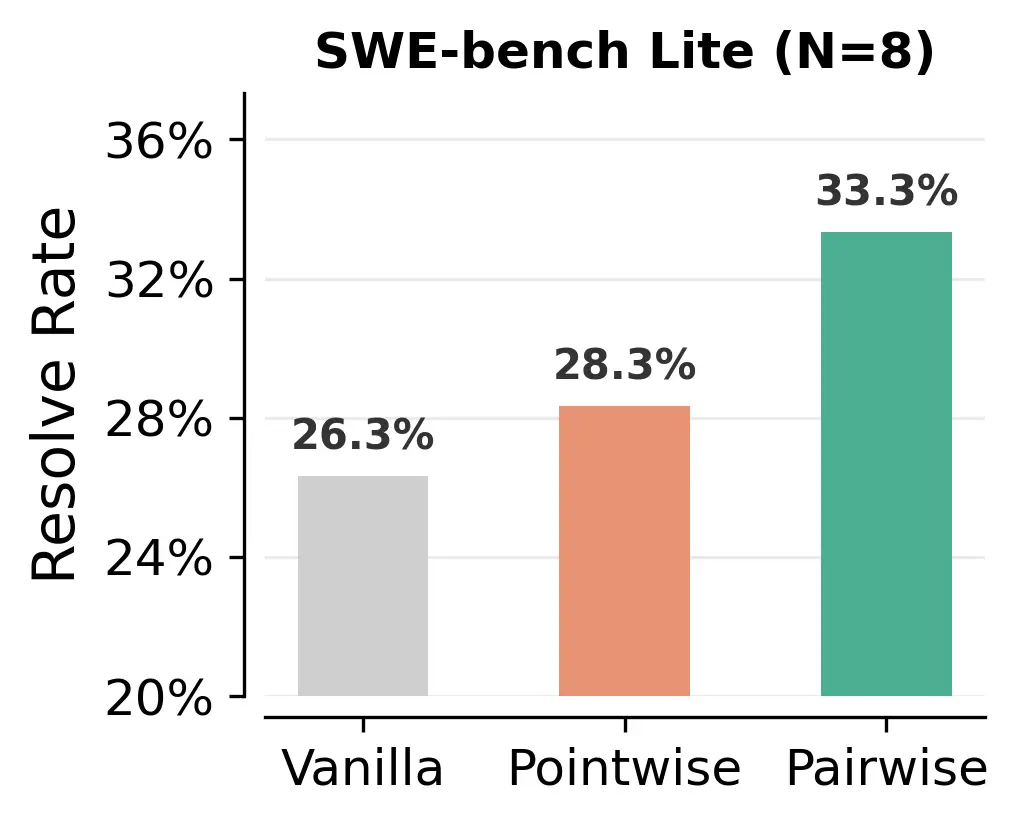 SWE-bench Lite (N=8)
Resolve Rate
36%
32%
28%
24%
20%
26.3%
28.3%
33.3%
Vanilla
Pointwise
Pairwise